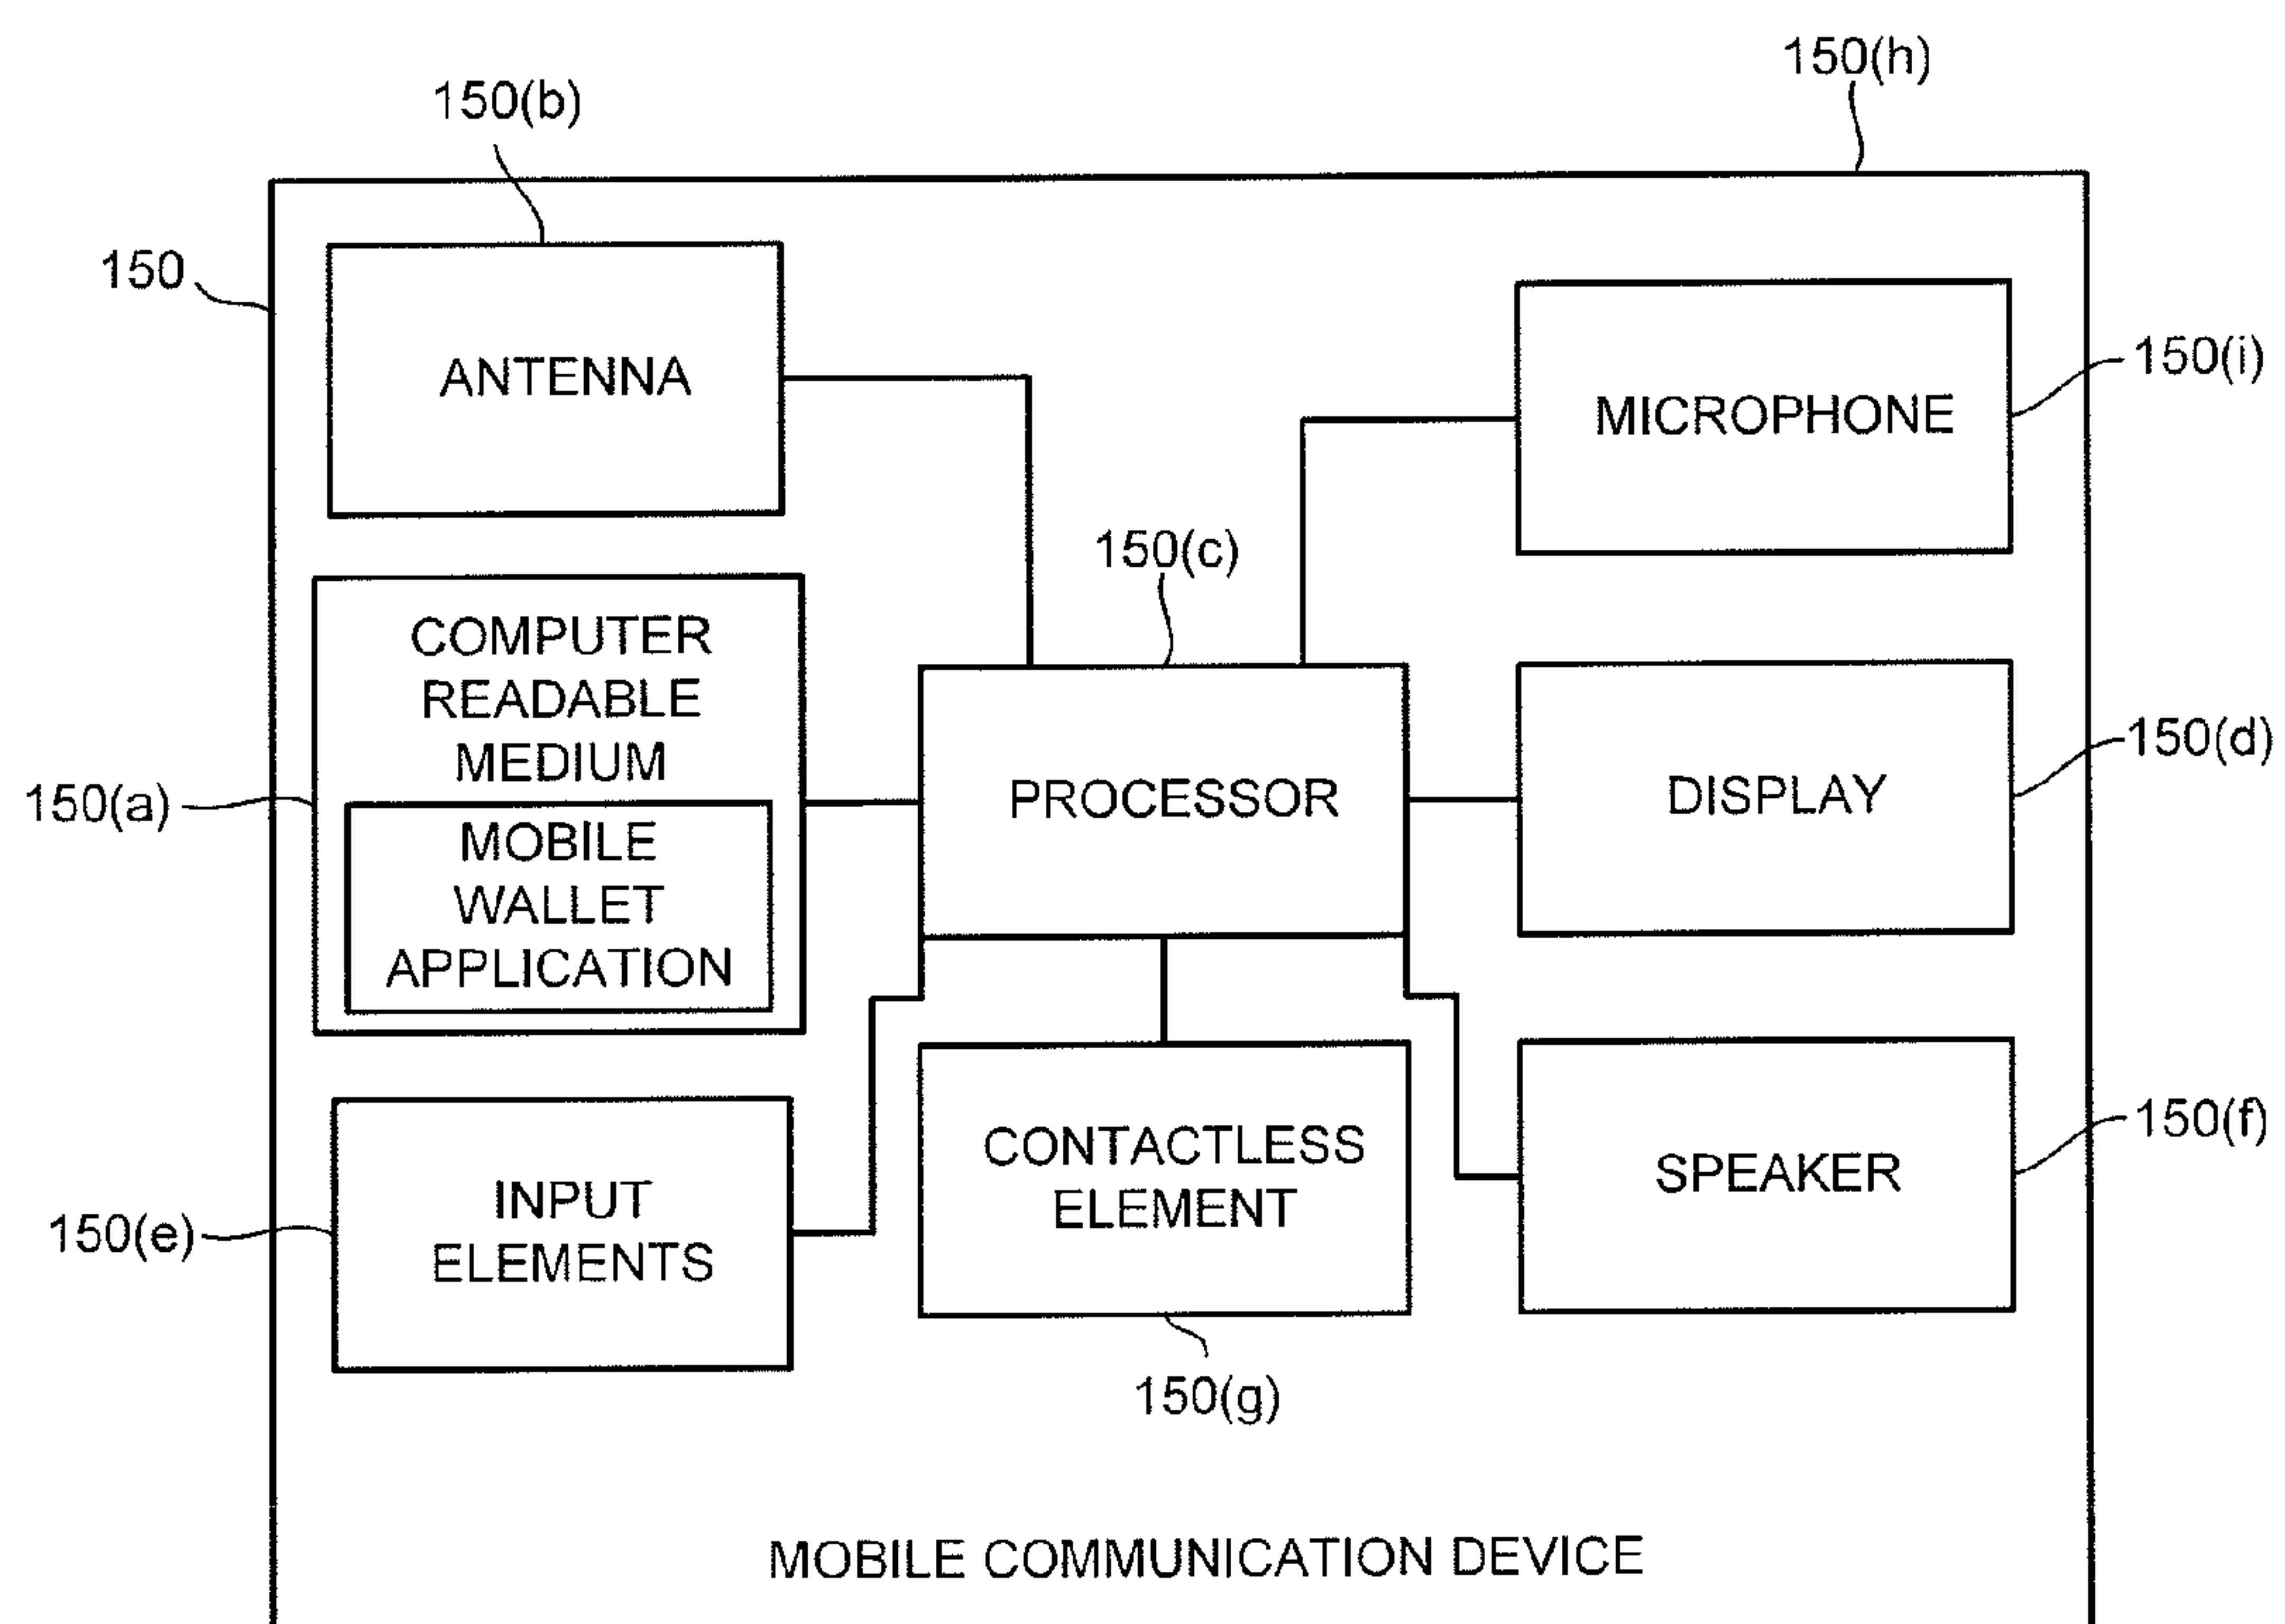 150(h)
150(b)
150
ANTENNA
MICROPHONE
150(i)
150(c)
COMPUTER
READABLE
MEDIUM
150(a)
MOBILE
WALLET
APPLICATION
PROCESSOR
DISPLAY
150(d)
150(e)
INPUT
ELEMENTS
CONTACTLESS
ELEMENT
150(g)
SPEAKER
150(f)
MOBILE COMMUNICATION DEVICE